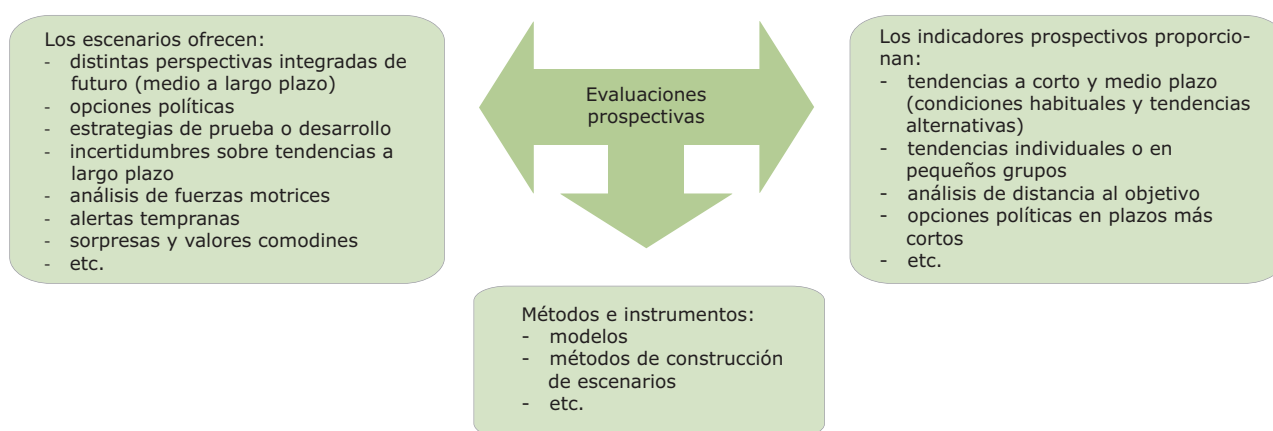 Los escenarios ofrecen:
- distintas perspectivas integradas de
futuro (medio a largo plazo)
- opciones políticas
- estrategias de prueba o desarrollo
- incertidumbres sobre tendencias a
largo plazo
- análisis de fuerzas motrices
- alertas tempranas
- sorpresas y valores comodines
- etc.
Evaluaciones
prospectivas
Los indicadores prospectivos proporcio-
nan:
- tendencias a corto y medio plazo
(condiciones habituales y tendencias
alternativas)
- tendencias individuales o en
pequeños grupos
- análisis de distancia al objetivo
- opciones políticas en plazos más
cortos
- etc.
Métodos e instrumentos:
- modelos
- métodos de construcción
de escenarios
- etc.